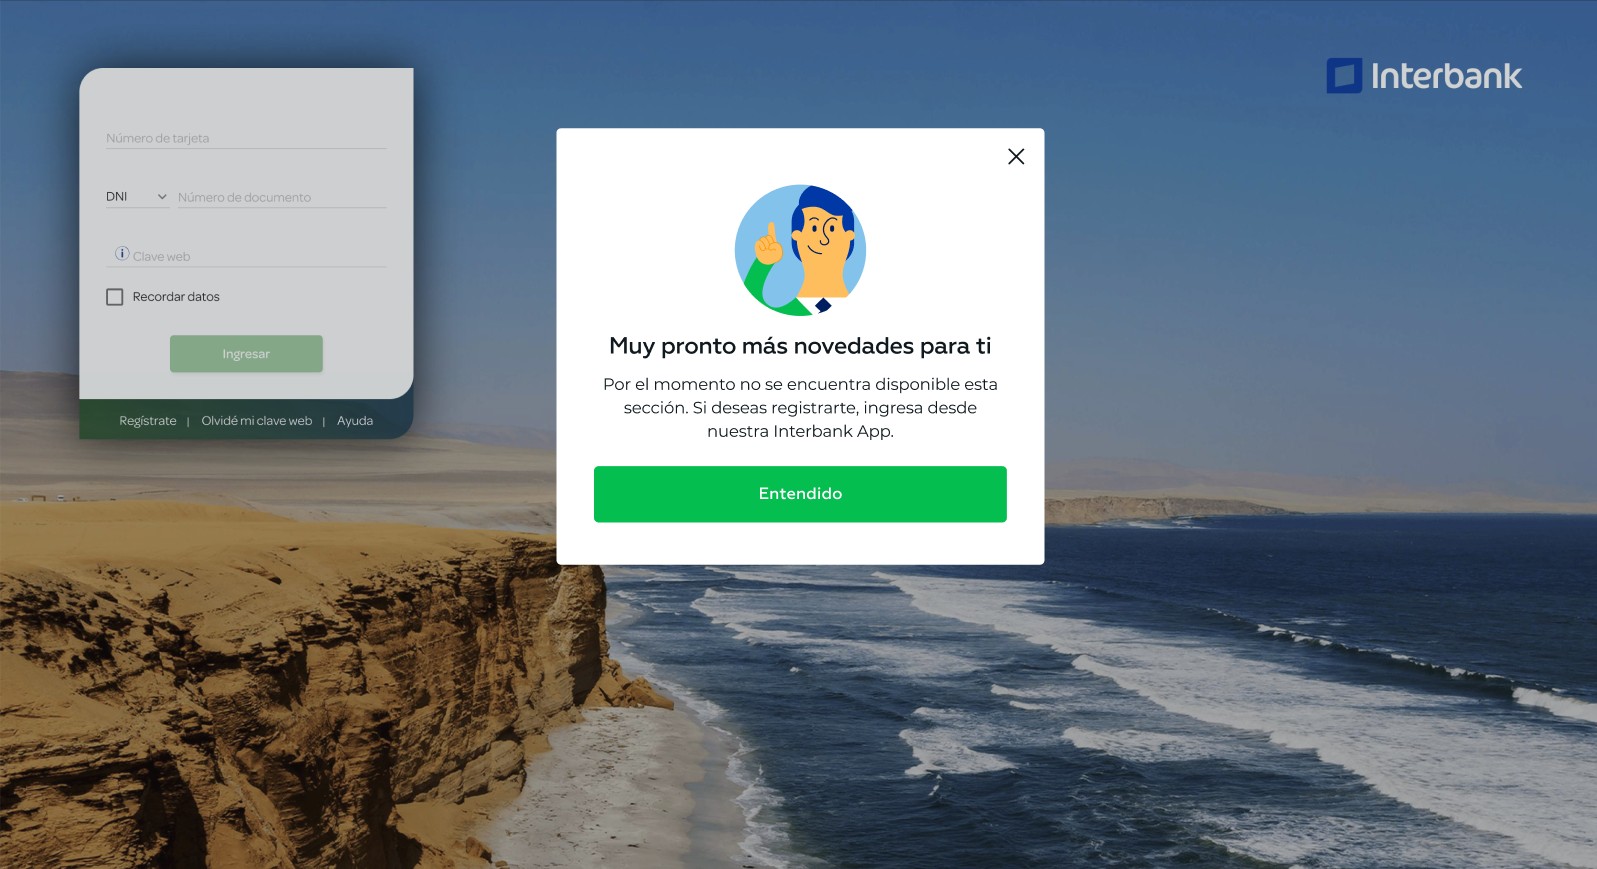 Interbank
Número de tarjeta
DNI
Número de documento
Clave web
Recordar datos
Ingresar
Regístrate | Olvidé mi clave web | Ayuda
Muy pronto más novedades para ti
Por el momento no se encuentra disponible esta
sección. Si deseas registrarte, ingresa desde
nuestra Interbank App.
Entendido